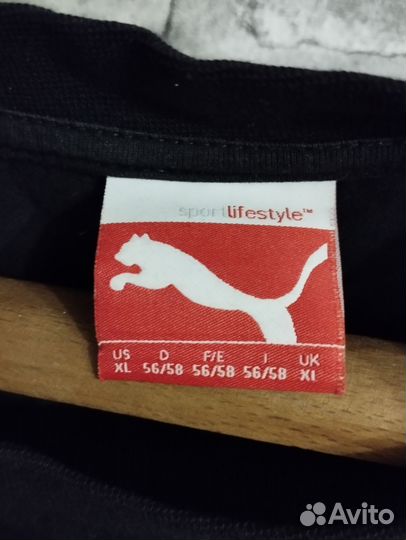 sportlifestyle™
US D F/E I UK
XL 56/58 56/58 56/58 XL
Avito